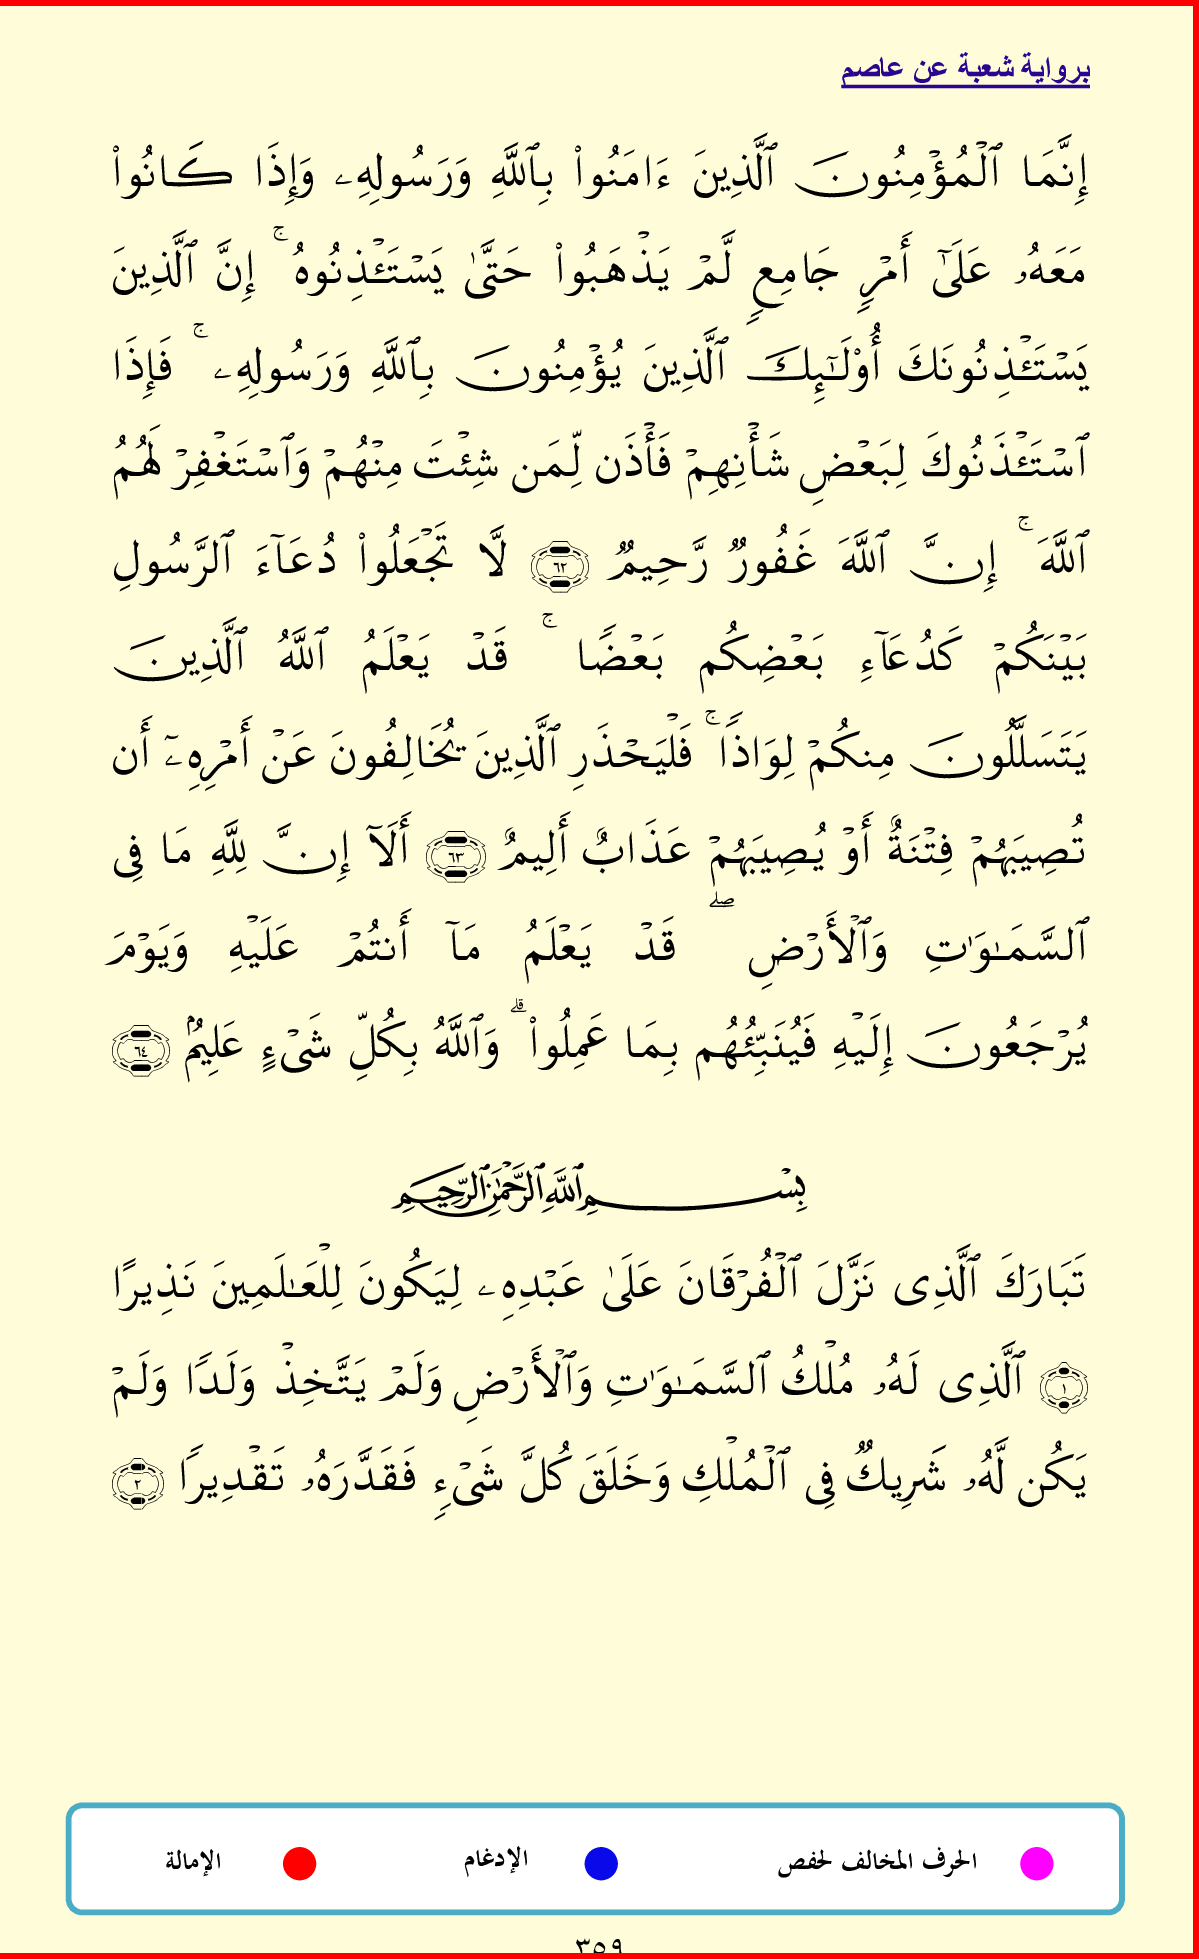 برواية شعبة عن عاصم
إِنَّمَا ٱلْمُؤْمِنُونَ ٱلَّذِينَ ءَامَنُوا۟ بِٱللَّهِ وَرَسُولِهِۦ وَإِذَا كَانُوا۟
مَعَهُۥ عَلَىٰٓ أَمْرٍ جَامِعٍ لَّمْ يَذْهَبُوا۟ حَتَّىٰ يَسْتَـْٔذِنُوهُ ۚ إِنَّ ٱلَّذِينَ
يَسْتَـْٔذِنُونَكَ أُو۟لَـٰٓئِكَ ٱلَّذِينَ يُؤْمِنُونَ بِٱللَّهِ وَرَسُولِهِۦ ۚ فَإِذَا
ٱسْتَـْٔذَنُوكَ لِبَعْضِ شَأْنِهِمْ فَأْذَن لِّمَن شِئْتَ مِنْهُمْ وَٱسْتَغْفِرْ لَهُمُ
ٱللَّهَ ۚ إِنَّ ٱللَّهَ غَفُورٌ رَّحِيمٌ ٦٢ لَّا تَجْعَلُوا۟ دُعَآءَ ٱلرَّسُولِ
بَيْنَكُمْ كَدُعَآءِ بَعْضِكُم بَعْضًا ۚ قَدْ يَعْلَمُ ٱللَّهُ ٱلَّذِينَ
يَتَسَلَّلُونَ مِنكُمْ لِوَاذًا ۚ فَلْيَحْذَرِ ٱلَّذِينَ يُخَالِفُونَ عَنْ أَمْرِهِۦٓ أَن
تُصِيبَهُمْ فِتْنَةٌ أَوْ يُصِيبَهُمْ عَذَابٌ أَلِيمٌ ٦٣ أَلَآ إِنَّ لِلَّهِ مَا فِى
ٱلسَّمَـٰوَٰتِ وَٱلْأَرْضِ ۖ قَدْ يَعْلَمُ مَآ أَنتُمْ عَلَيْهِ وَيَوْمَ
يُرْجَعُونَ إِلَيْهِ فَيُنَبِّئُهُم بِمَا عَمِلُوا۟ ۗ وَٱللَّهُ بِكُلِّ شَىْءٍ عَلِيمٌۢ ٦٤
بِسْمِ ٱللَّهِ ٱلرَّحْمَـٰنِ ٱلرَّحِيمِ
تَبَارَكَ ٱلَّذِى نَزَّلَ ٱلْفُرْقَانَ عَلَىٰ عَبْدِهِۦ لِيَكُونَ لِلْعَـٰلَمِينَ نَذِيرًا
١ ٱلَّذِى لَهُۥ مُلْكُ ٱلسَّمَـٰوَٰتِ وَٱلْأَرْضِ وَلَمْ يَتَّخِذْ وَلَدًا وَلَمْ
يَكُن لَّهُۥ شَرِيكٌ فِى ٱلْمُلْكِ وَخَلَقَ كُلَّ شَىْءٍ فَقَدَّرَهُۥ تَقْدِيرًا ٢
الحرف المخالف لحفص الإدغام الإمالة
٣٥٩